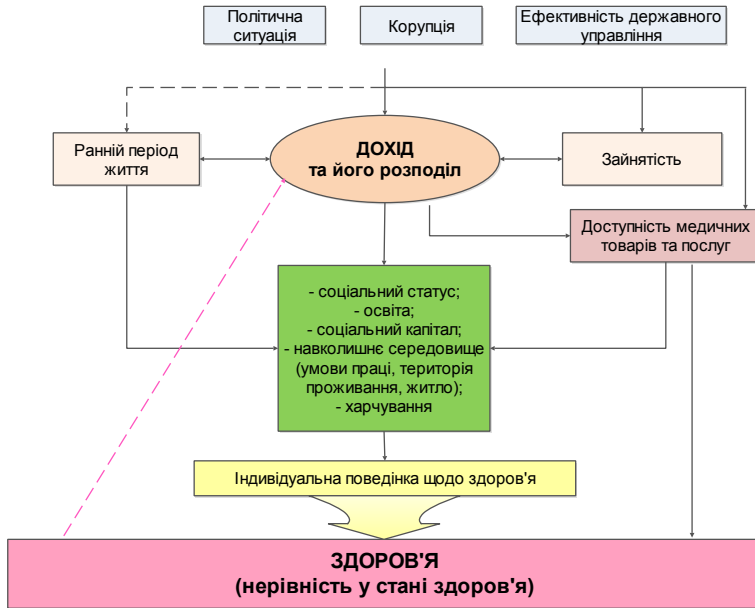 Політична
ситуація
Корупція
Ефективність державного
управління
Ранній період
життя
ДОХІД
та його розподіл
Зайнятість
Доступність медичних
товарів та послуг
- соціальний статус;
- освіта;
- соціальний капітал;
- навколишнє середовище
(умови праці, територія
проживання, житло);
- харчування
Індивідуальна поведінка щодо здоров'я
ЗДОРОВ'Я
(нерівність у стані здоров'я)